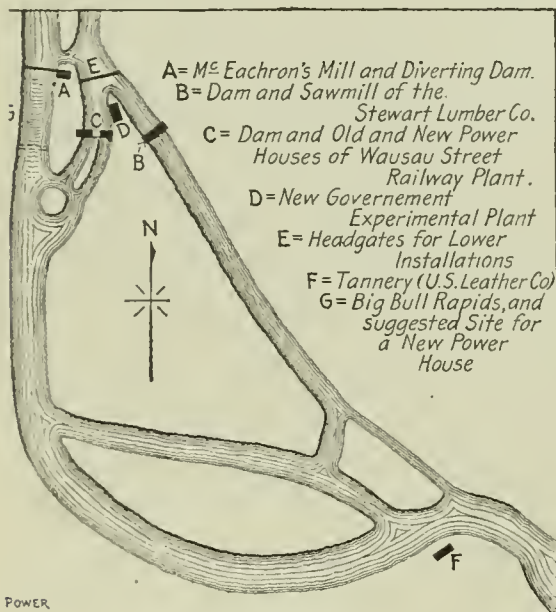 E
A
C
D
B
G
A= Mc Eachron's Mill and Diverting Dam.
B= Dam and Sawmill of the
Stewart Lumber Co.
C= Dam and Old and New Power
Houses of Wausau Street
Railway Plant.
D= New Governement
Experimental Plant
E= Headgates for Lower
Installations
F= Tannery (U.S. Leather Co)
G= Big Bull Rapids, and
suggested Site for
a New Power
House
N
F
POWER